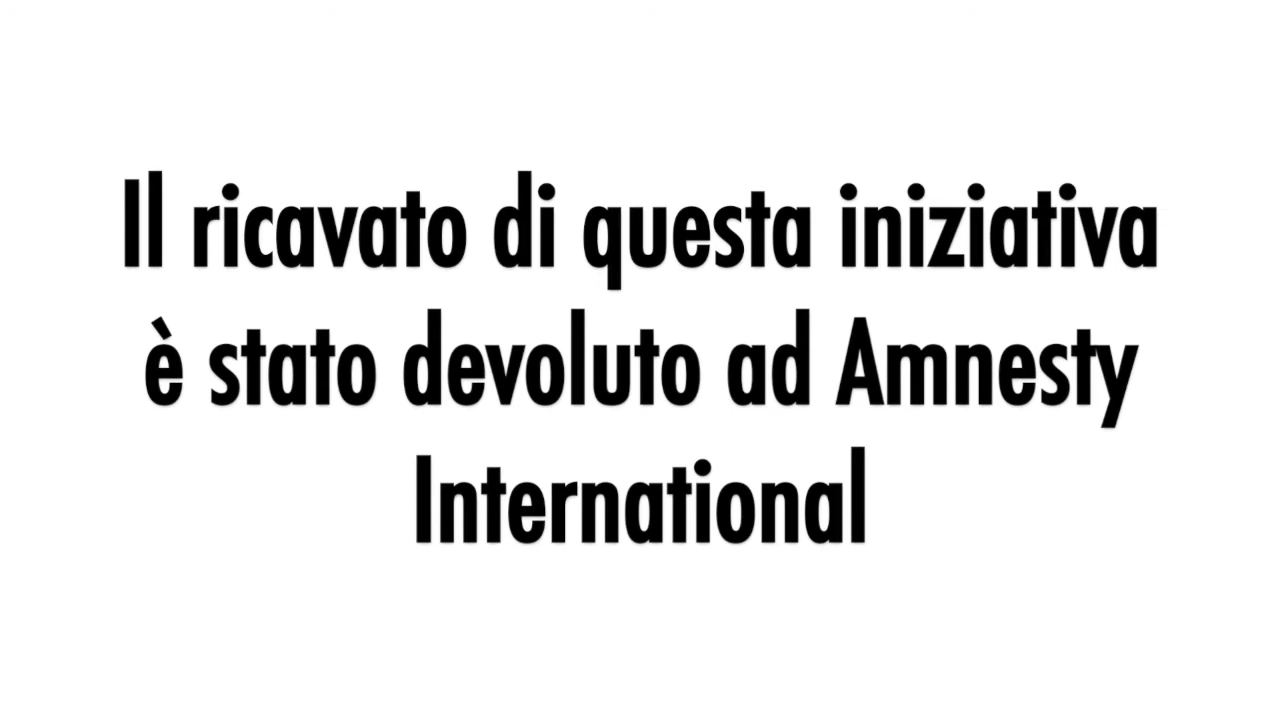 Il ricavato di questa iniziativa
è stato devoluto ad Amnesty
International